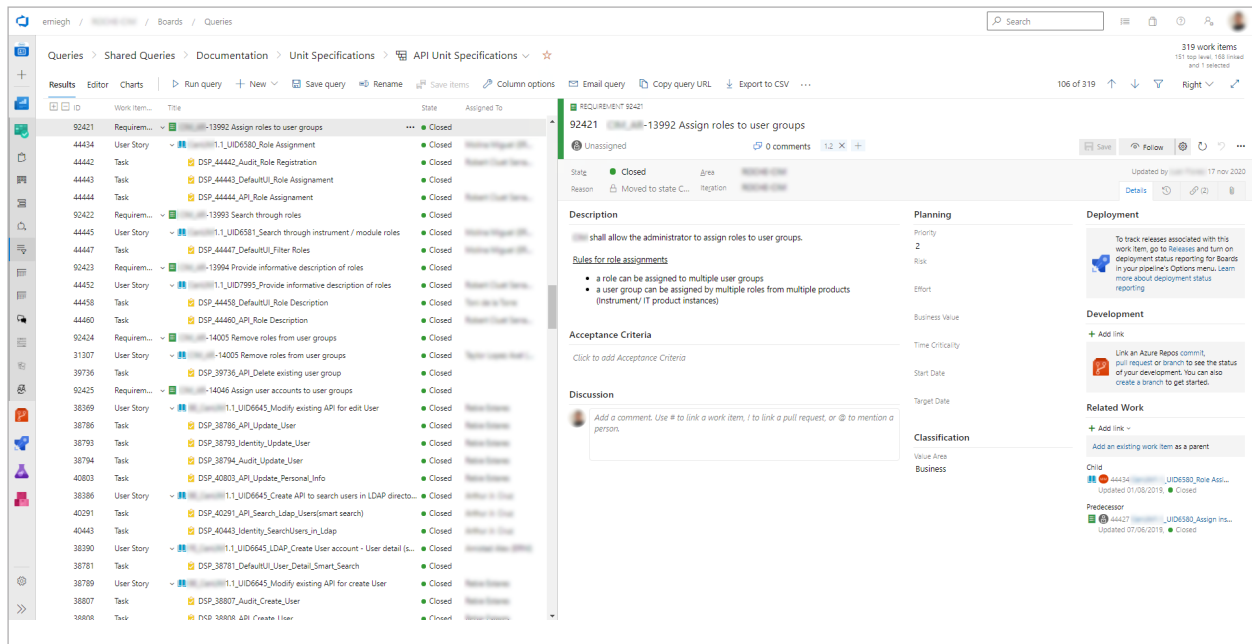 erniegh / / Boards / Queries
Search
Queries > Shared Queries > Documentation > Unit Specifications > API Unit Specifications
319 work items
151 top level, 168 linked
and 1 selected
Results Editor Charts Run query New Save query Rename Save items Column options Email query Copy query URL Export to CSV ...
106 of 319 Right
ID Work Item... Title State Assigned To
92421 Requirem... -13992 Assign roles to user groups ... Closed
44434 User Story 1.1_UID6580_Role Assignment Closed
44442 Task DSP_44442_Audit_Role Registration Closed
44443 Task DSP_44443_DefaultUI_Role Assignament Closed
44444 Task DSP_44444_API_Role Assignament Closed
92422 Requirem... -13993 Search through roles Closed
44445 User Story 1.1_UID6581_Search through instrument / module roles Closed
44447 Task DSP_44447_DefaultUI_Filter Roles Closed
92423 Requirem... -13994 Provide informative description of roles Closed
44452 User Story 1.1_UID7995_Provide informative description of roles Closed
44458 Task DSP_44458_DefaultUI_Role Description Closed
44460 Task DSP_44460_API_Role Description Closed
92424 Requirem... -14005 Remove roles from user groups Closed
31307 User Story -14005 Remove roles from user groups Closed
39736 Task DSP_39736_API_Delete existing user group Closed
92425 Requirem... -14046 Assign user accounts to user groups Closed
38369 User Story 1.1_UID6645_Modify existing API for edit User Closed
38786 Task DSP_38786_API_Update_User Closed
38793 Task DSP_38793_Identity_Update_User Closed
38794 Task DSP_38794_Audit_Update_User Closed
40803 Task DSP_40803_API_Update_Personal_Info Closed
38386 User Story 1.1_UID6645_Create API to search users in LDAP directo... Closed
40291 Task DSP_40291_API_Search_Ldap_Users(smart search) Closed
40443 Task DSP_40443_Identity_SearchUsers_in_Ldap Closed
38390 User Story 1.1_UID6645_LDAP_Create User account - User detail (s... Closed
38781 Task DSP_38781_DefaultUI_User_Detail_Smart_Search Closed
38789 User Story 1.1_UID6645_Modify existing API for create User Closed
38807 Task DSP_38807_Audit_Create_User Closed
38808 Task DSP_38808_API_Create_User Closed
REQUIREMENT 92421
92421 -13992 Assign roles to user groups
Unassigned 0 comments 1.2 Save Follow ...
State Closed Area
Updated by 17 nov 2020
Reason Moved to state C... Iteration
Details (2)
Description
shall allow the administrator to assign roles to user groups.
Rules for role assignments
• a role can be assigned to multiple user groups
• a user group can be assigned by multiple roles from multiple products
(Instrument/ IT product instances)
Acceptance Criteria
Click to add Acceptance Criteria
Discussion
Add a comment. Use # to link a work item, ! to link a pull request, or @ to mention a
person.
Planning
Priority
2
Risk
Effort
Business Value
Time Criticality
Start Date
Target Date
Classification
Value Area
Business
Deployment
To track releases associated with this
work item, go to Releases and turn on
deployment status reporting for Boards
in your pipeline's Options menu. Learn
more about deployment status
reporting
Development
Add link
Link an Azure Repos commit,
pull request or branch to see the status
of your development. You can also
create a branch to get started.
Related Work
Add link
Add an existing work item as a parent
Child
44434 _UID6580_Role Assi...
Updated 01/08/2019, Closed
Predecessor
44427 _UID6580_Assign ins...
Updated 07/06/2019, Closed